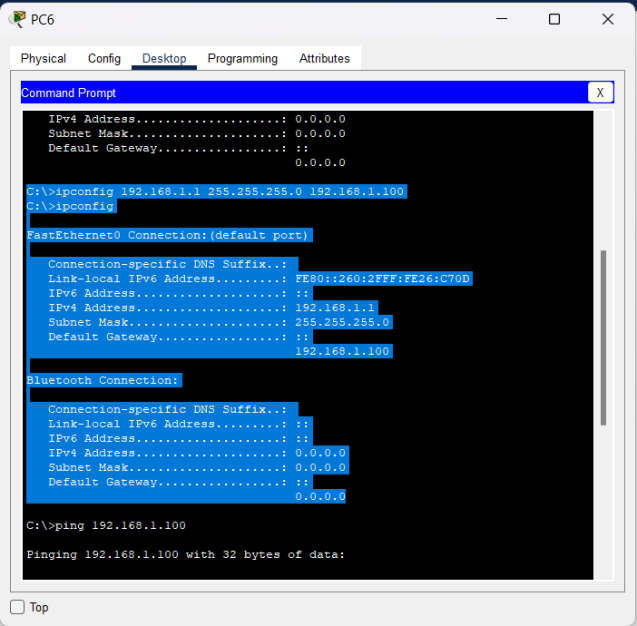 PC6
Physical Config Desktop Programming Attributes
Command Prompt X
IPv4 Address.....................: 0.0.0.0
Subnet Mask......................: 0.0.0.0
Default Gateway..................: ::
0.0.0.0
C:\>ipconfig 192.168.1.1 255.255.255.0 192.168.1.100
C:\>ipconfig
FastEthernet0 Connection:(default port)
Connection-specific DNS Suffix..:
Link-local IPv6 Address.........: FE80::260:2FFF:FE26:C70D
IPv6 Address....................: ::
IPv4 Address....................: 192.168.1.1
Subnet Mask.....................: 255.255.255.0
Default Gateway.................: ::
192.168.1.100
Bluetooth Connection:
Connection-specific DNS Suffix..:
Link-local IPv6 Address.........: ::
IPv6 Address....................: ::
IPv4 Address....................: 0.0.0.0
Subnet Mask.....................: 0.0.0.0
Default Gateway.................: ::
0.0.0.0
C:\>ping 192.168.1.100
Pinging 192.168.1.100 with 32 bytes of data:
Top